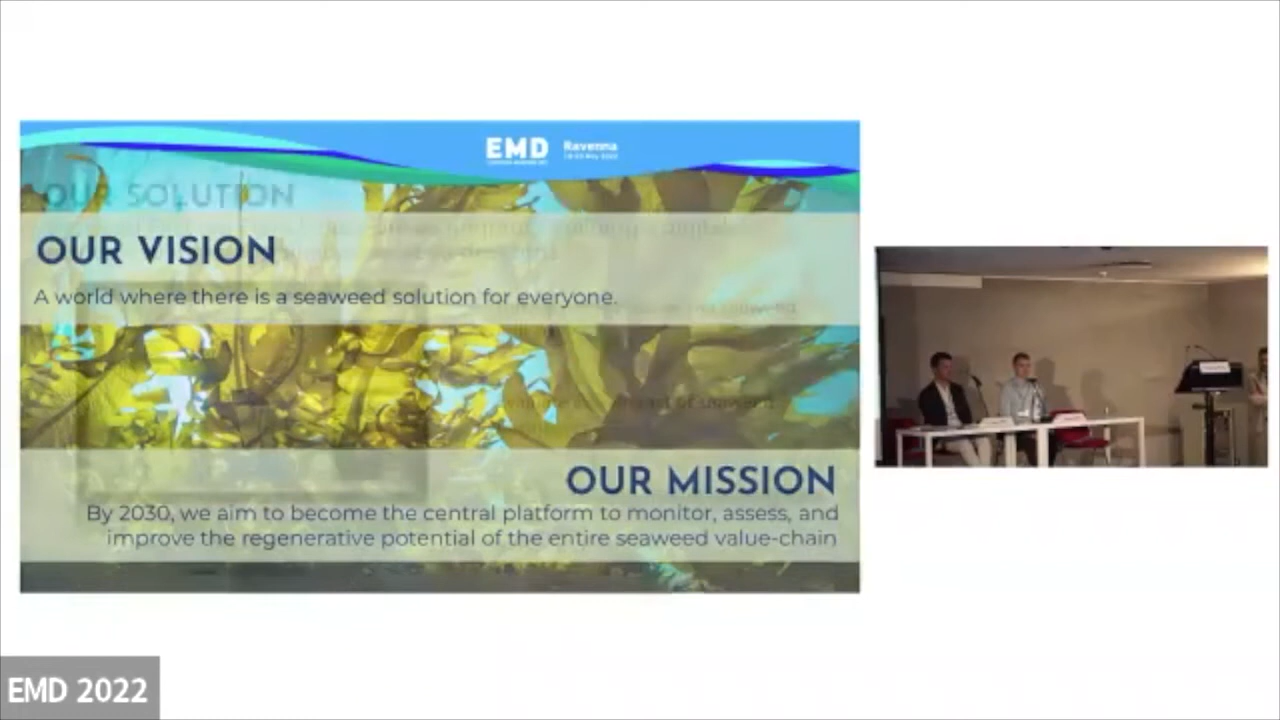 EMD
Ravenna
OUR SOLUTION
OUR VISION
A world where there is a seaweed solution for everyone.
OUR MISSION
By 2030, we aim to become the central platform to monitor, assess, and
improve the regenerative potential of the entire seaweed value-chain
EMD 2022